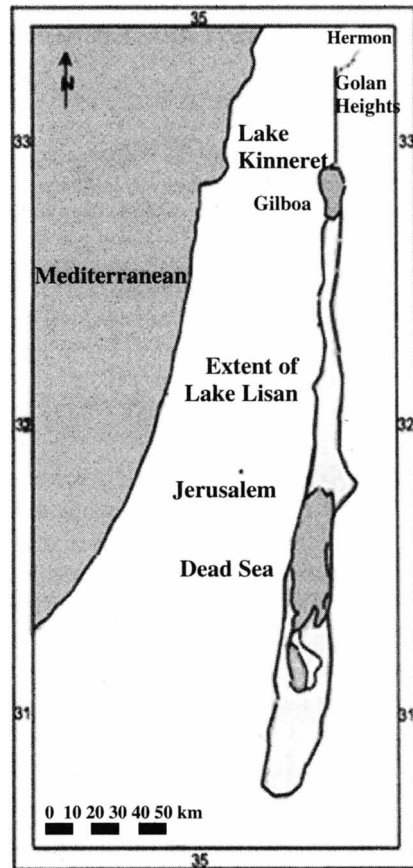 35
Hermon
Golan
Heights
33
33
Lake
Kinneret
Gilboa
Mediterranean
Extent of
Lake Lisan
32
32
Jerusalem
Dead Sea
31
31
0 10 20 30 40 50 km
35